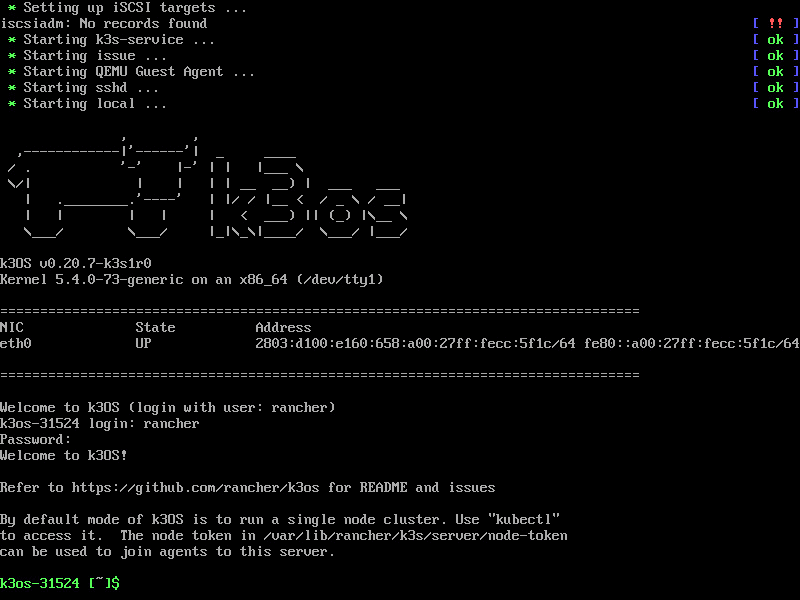 * Setting up iSCSI targets ...
iscsiadm: No records found [ !! ]
* Starting k3s-service ... [ ok ]
* Starting issue ... [ ok ]
* Starting QEMU Guest Agent ... [ ok ]
* Starting sshd ... [ ok ]
* Starting local ... [ ok ]
k3os
k3OS v0.20.7-k3s1r0
Kernel 5.4.0-73-generic on an x86_64 (/dev/tty1)
================================================================================
NIC State Address
eth0 UP 2803:d100:e160:658:a00:27ff:fecc:5f1c/64 fe80::a00:27ff:fecc:5f1c/64
================================================================================
Welcome to k3OS (login with user: rancher)
k3os-31524 login: rancher
Password:
Welcome to k3OS!
Refer to https://github.com/rancher/k3os for README and issues
By default mode of k3OS is to run a single node cluster. Use "kubectl"
to access it.  The node token in /var/lib/rancher/k3s/server/node-token
can be used to join agents to this server.
k3os-31524 [~]$